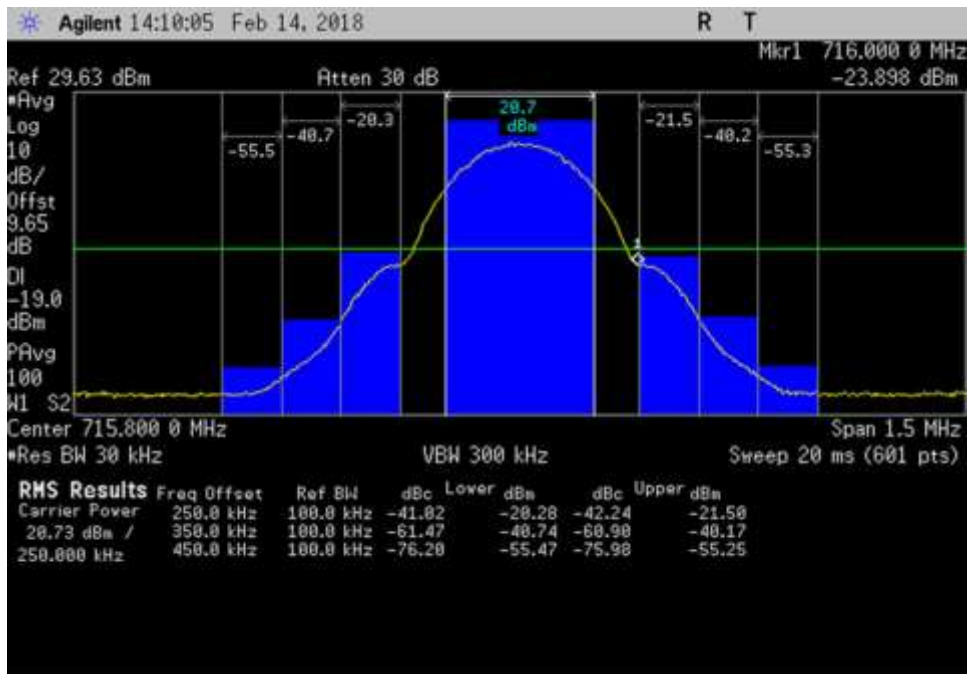 Agilent 14:10:05 Feb 14, 2018 R T
Mkr1 716.000 0 MHz
Ref 29.63 dBm Atten 30 dB -23.898 dBm
#Avg
Log
10
dB/
Offst
9.65
dB
DI
-19.0
dBm
PAvg
100
W1 S2
-55.5
-40.7
-20.3
20.7
dBm
-21.5
-40.2
-55.3
1
Center 715.800 0 MHz Span 1.5 MHz
#Res BW 30 kHz VBW 300 kHz Sweep 20 ms (601 pts)
RMS Results Freq Offset Ref BW dBc Lower dBm dBc Upper dBm
Carrier Power 250.0 kHz 100.0 kHz -41.02 -20.28 -42.24 -21.50
20.73 dBm / 350.0 kHz 100.0 kHz -61.47 -40.74 -60.90 -40.17
250.000 kHz 450.0 kHz 100.0 kHz -76.20 -55.47 -75.98 -55.25